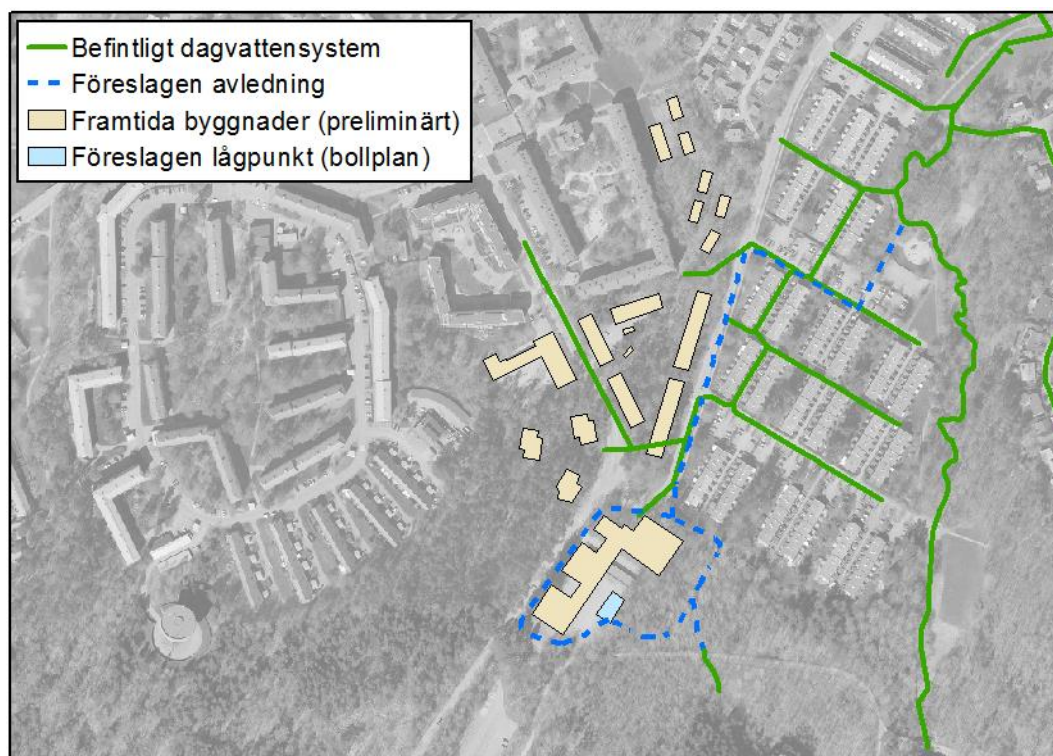 Befintligt dagvattensystem
Föreslagen avledning
Framtida byggnader (preliminärt)
Föreslagen lågpunkt (bollplan)